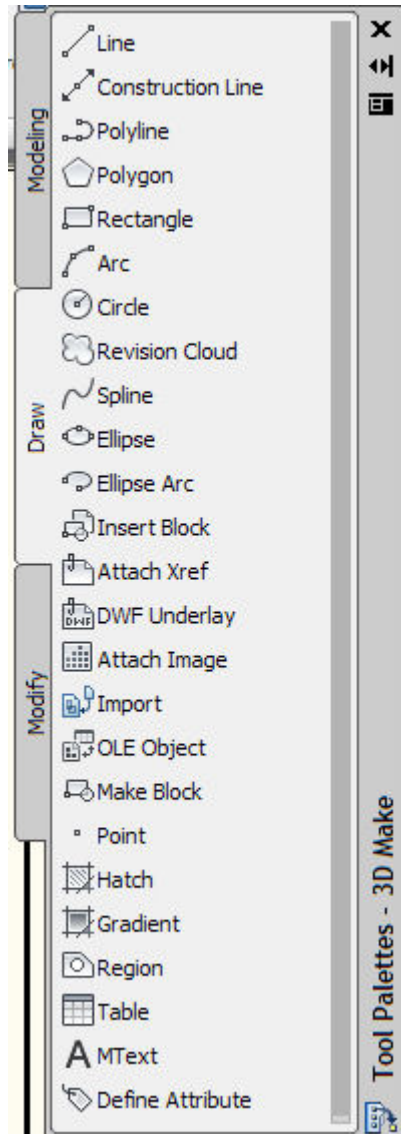 Modeling
Draw
Modify
Line
Construction Line
Polyline
Polygon
Rectangle
Arc
Circle
Revision Cloud
Spline
Ellipse
Ellipse Arc
Insert Block
Attach Xref
DWF DWF Underlay
Attach Image
Import
OLE Object
Make Block
Point
Hatch
Gradient
Region
Table
A MText
Define Attribute
Tool Palettes - 3D Make